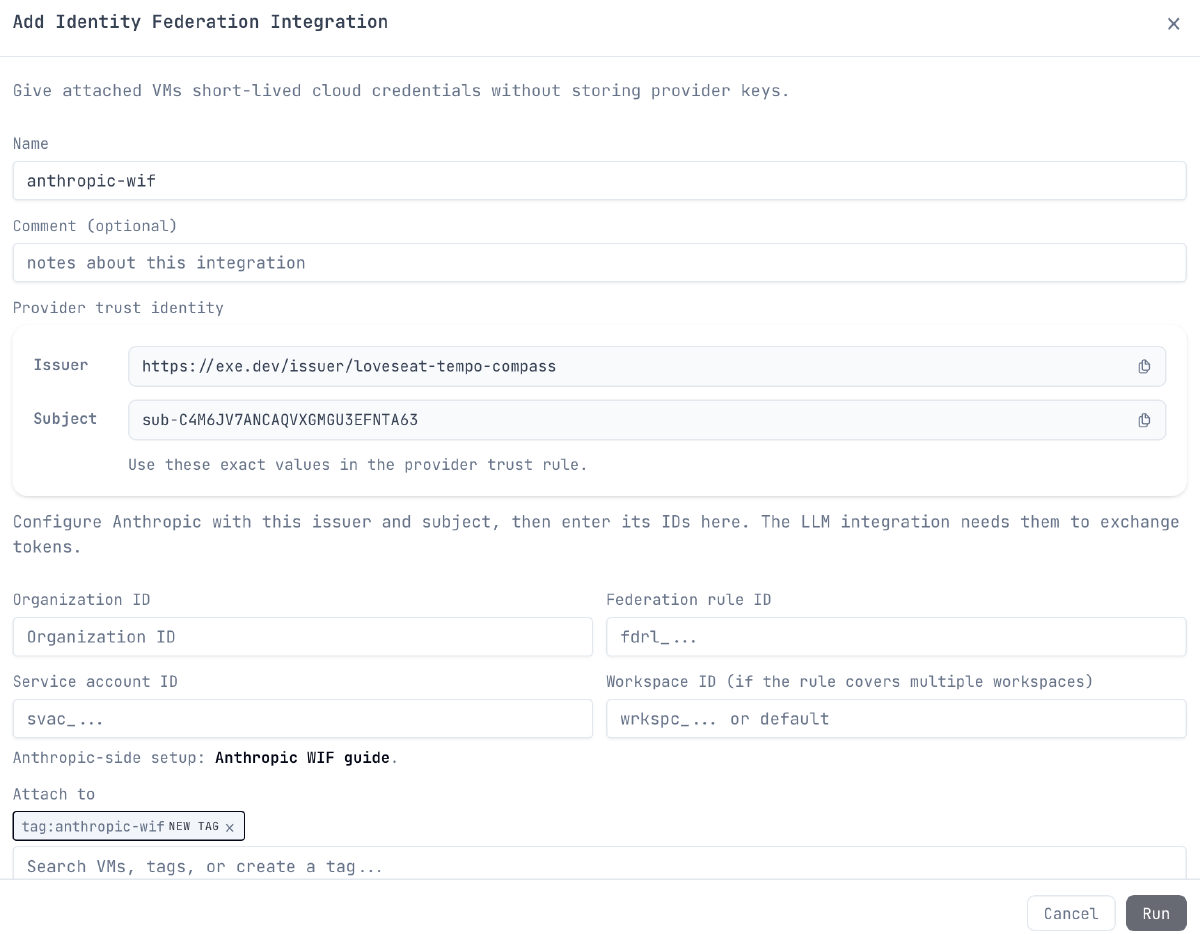 Add Identity Federation Integration
Give attached VMs short-lived cloud credentials without storing provider keys.
Name
anthropic-wif
Comment (optional)
notes about this integration
Provider trust identity
Issuer
https://exe.dev/issuer/loveseat-tempo-compass
Subject
sub-C4M6JV7ANCAQVXGMGU3EFNTA63
Use these exact values in the provider trust rule.
Configure Anthropic with this issuer and subject, then enter its IDs here. The LLM integration needs them to exchange
tokens.
Organization ID
Federation rule ID
Organization ID
fdrl_...
Service account ID
Workspace ID (if the rule covers multiple workspaces)
svac_...
wrkspc_... or default
Anthropic-side setup: Anthropic WIF guide.
Attach to
tag:anthropic-wif NEW TAG ×
Search VMs, tags, or create a tag...
Cancel
Run